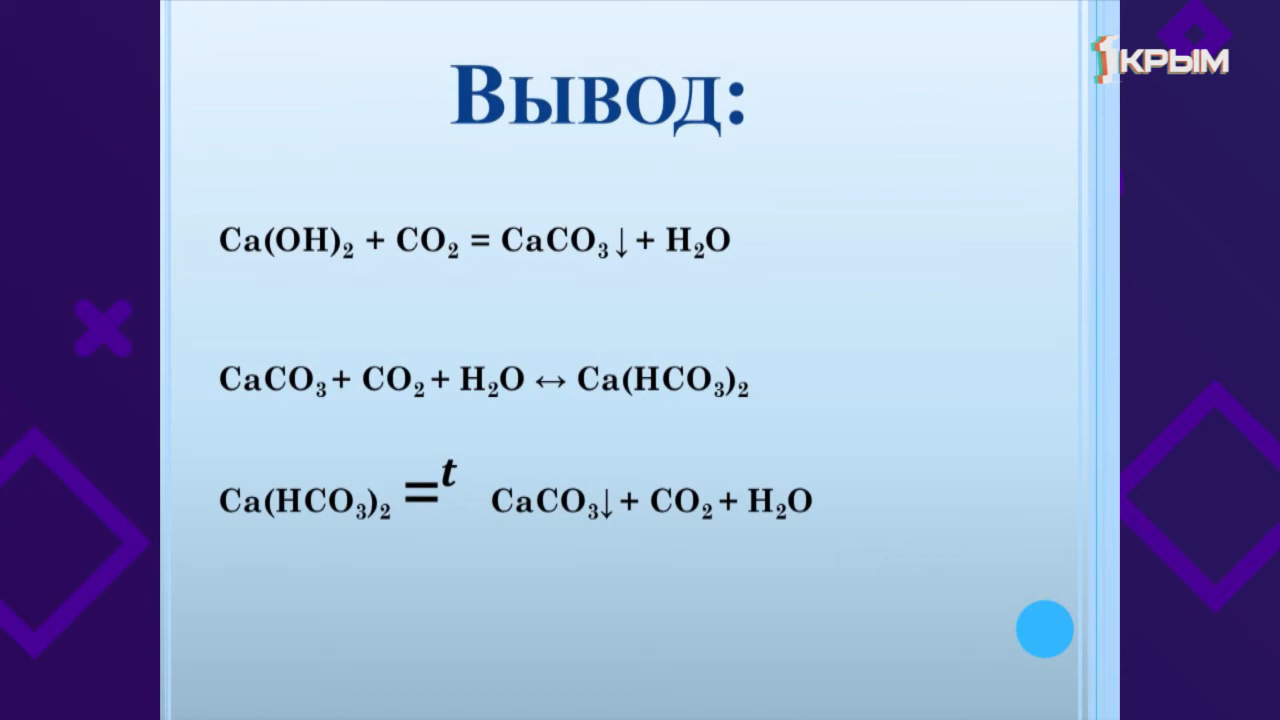 1КРЫМ
Вывод:
Ca(OH)₂ + CO₂ = CaCO₃↓ + H₂O
CaCO₃ + CO₂ + H₂O ↔ Ca(HCO₃)₂
Ca(HCO₃)₂ =ᵗ CaCO₃↓ + CO₂ + H₂O